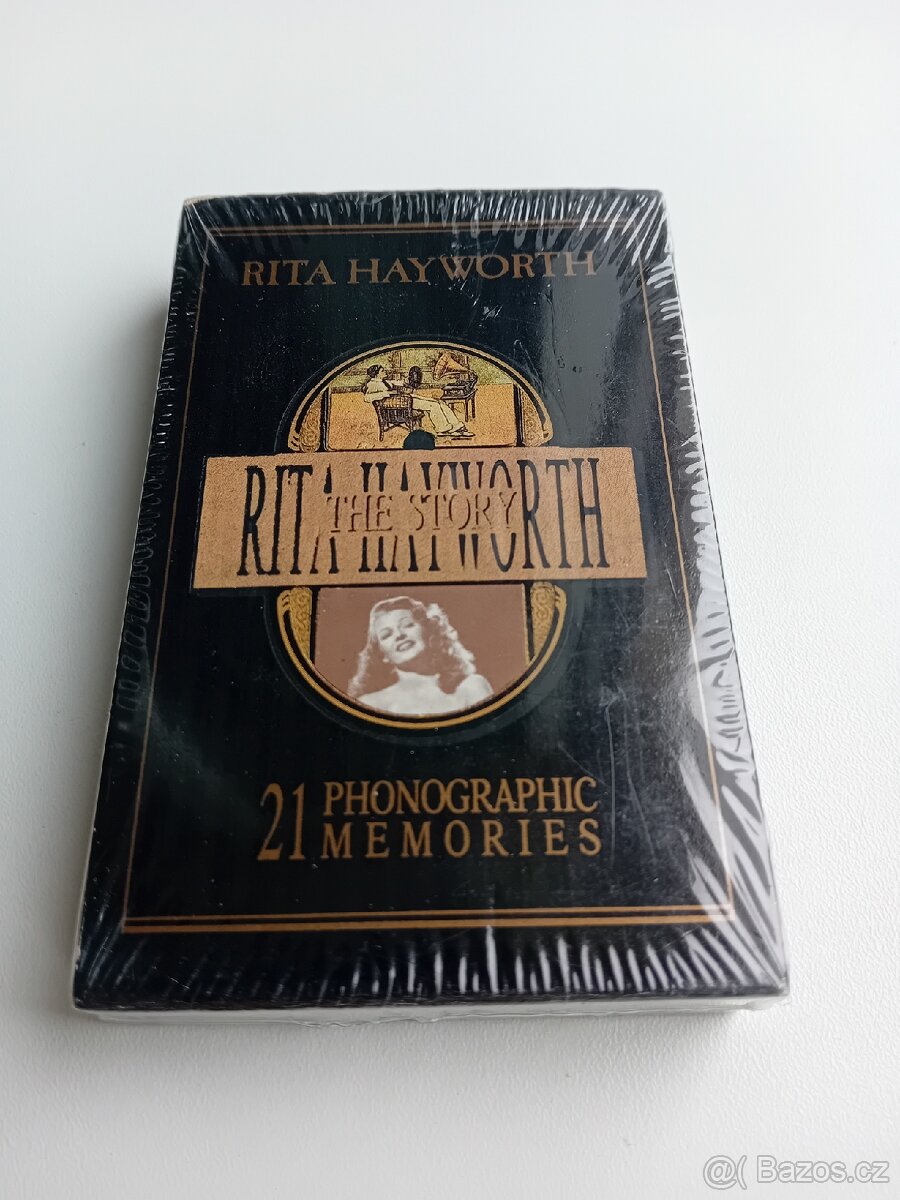 RITA HAYWORTH
RITA HAYWORTH
THE STORY
21 PHONOGRAPHIC
MEMORIES
@( Bazos.cz